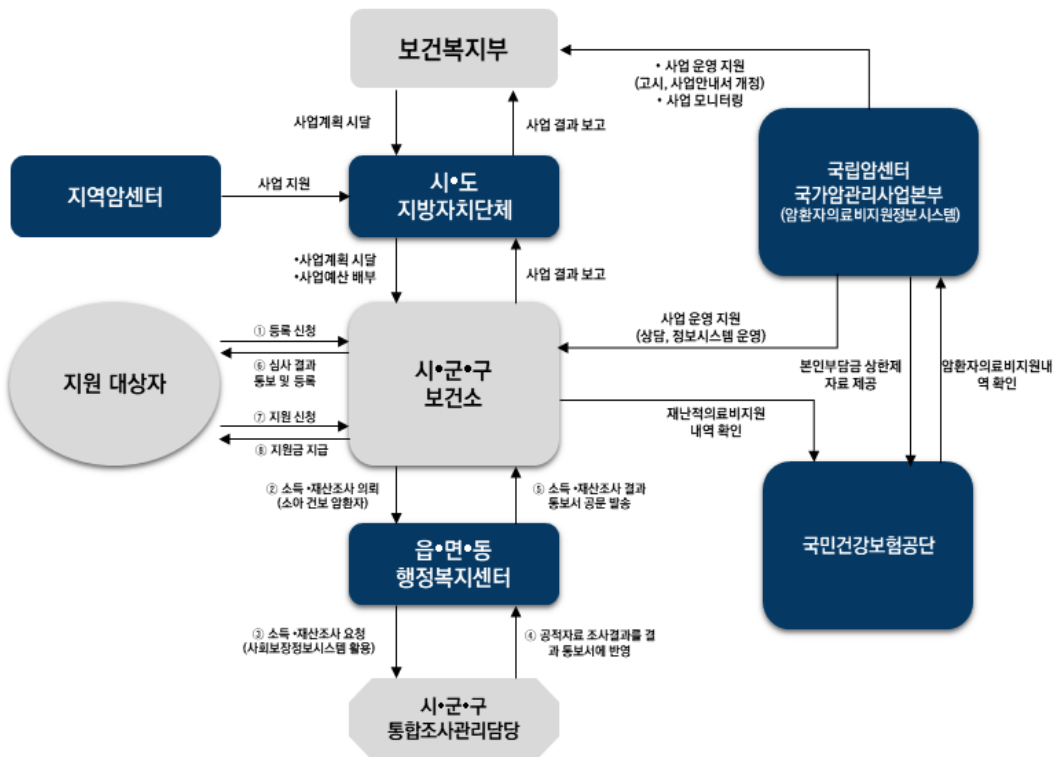 보건복지부
• 사업 운영 지원
(고시, 사업안내서 개정)
• 사업 모니터링
사업계획 시달
사업 결과 보고
지역암센터
사업 지원
시•도
지방자치단체
국립암센터
국가암관리사업본부
(암환자의료비지원정보시스템)
•사업계획 시달
•사업예산 배부
사업 결과 보고
지원 대상자
① 등록 신청
⑥ 심사 결과
통보 및 등록
⑦ 지원 신청
⑧ 지원금 지급
시•군•구
보건소
사업 운영 지원
(상담, 정보시스템 운영)
본인부담금 상한제
자료 제공
암환자의료비지원내
역 확인
재난적의료비지원
내역 확인
② 소득•재산조사 의뢰
(소아 건보 암환자)
⑤ 소득•재산조사 결과
통보서 공문 발송
읍•면•동
행정복지센터
국민건강보험공단
③ 소득•재산조사 요청
(사회보장정보시스템 활용)
④ 공적자료 조사결과를 결
과 통보서에 반영
시•군•구
통합조사관리담당